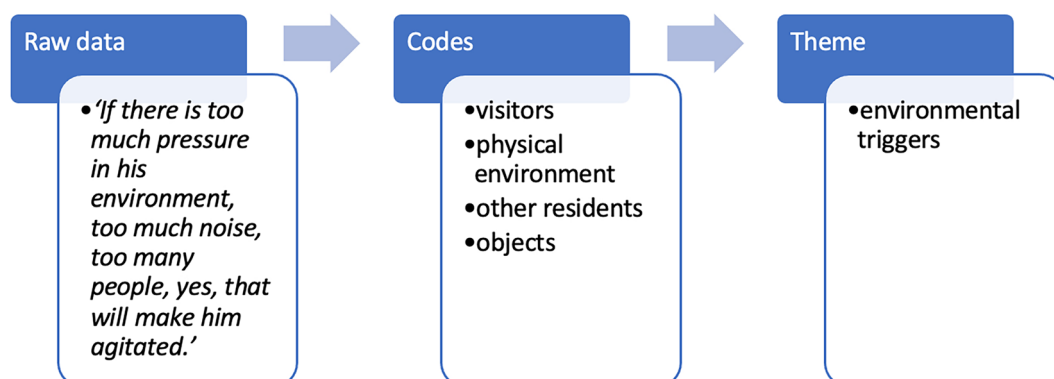 Raw data
•‘If there is too
much pressure
in his
environment,
too much noise,
too many
people, yes, that
will make him
agitated.’
Codes
•visitors
•physical
environment
•other residents
•objects
Theme
•environmental
triggers